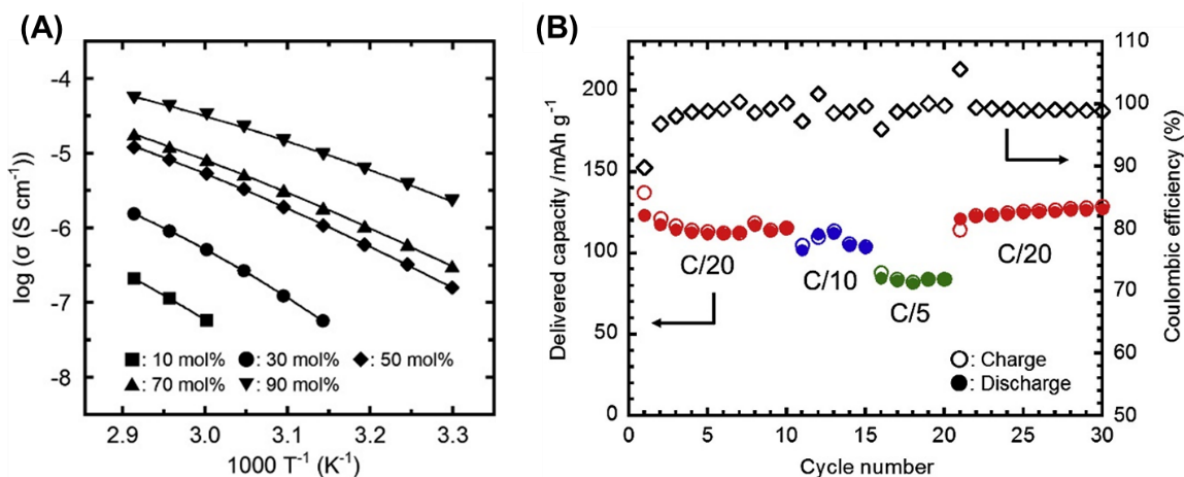 (A)
log (σ (S cm⁻¹))
-4
-5
-6
-7
-8
■: 10 mol% ●: 30 mol% ◆: 50 mol%
▲: 70 mol% ▼: 90 mol%
2.9 3.0 3.1 3.2 3.3
1000 T⁻¹ (K⁻¹)
(B)
Delivered capacity /mAh g⁻¹
200
150
100
50
0
C/20
C/10
C/5
C/20
○: Charge
●: Discharge
110
100
90
80
70
60
50
Coulombic efficiency (%)
0 5 10 15 20 25 30
Cycle number